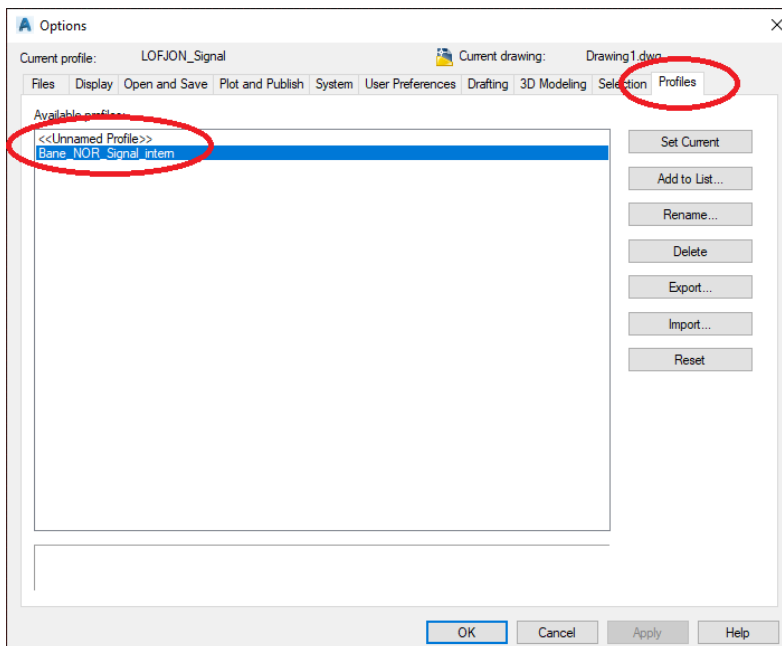 Options
Current profile: LOFJON_Signal Current drawing: Drawing1.dwg
Files Display Open and Save Plot and Publish System User Preferences Drafting 3D Modeling Selection Profiles
Available profiles:
<<Unnamed Profile>>
Bane_NOR_Signal_intern
Set Current
Add to List...
Rename...
Delete
Export...
Import...
Reset
OK Cancel Apply Help